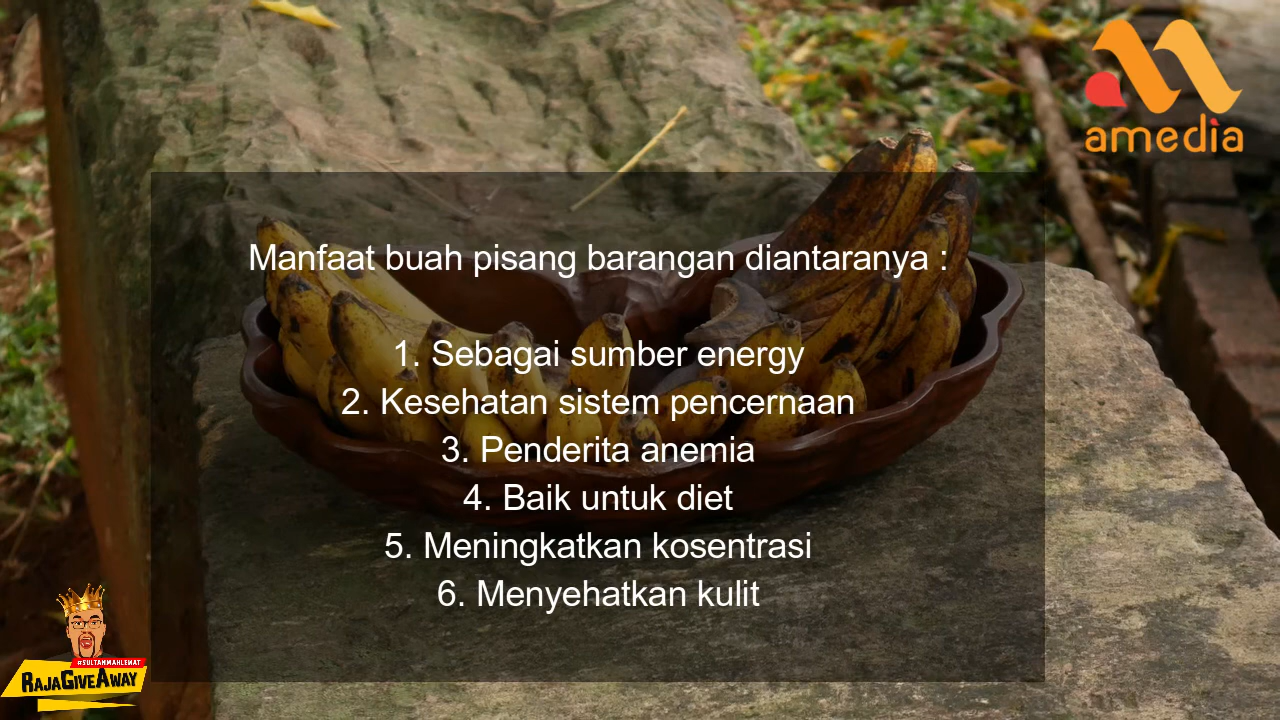 amedia
Manfaat buah pisang barangan diantaranya :
1. Sebagai sumber energy
2. Kesehatan sistem pencernaan
3. Penderita anemia
4. Baik untuk diet
5. Meningkatkan kosentrasi
6. Menyehatkan kulit
#SULTANMAHLEWAT
RAJAGIVEAWAY